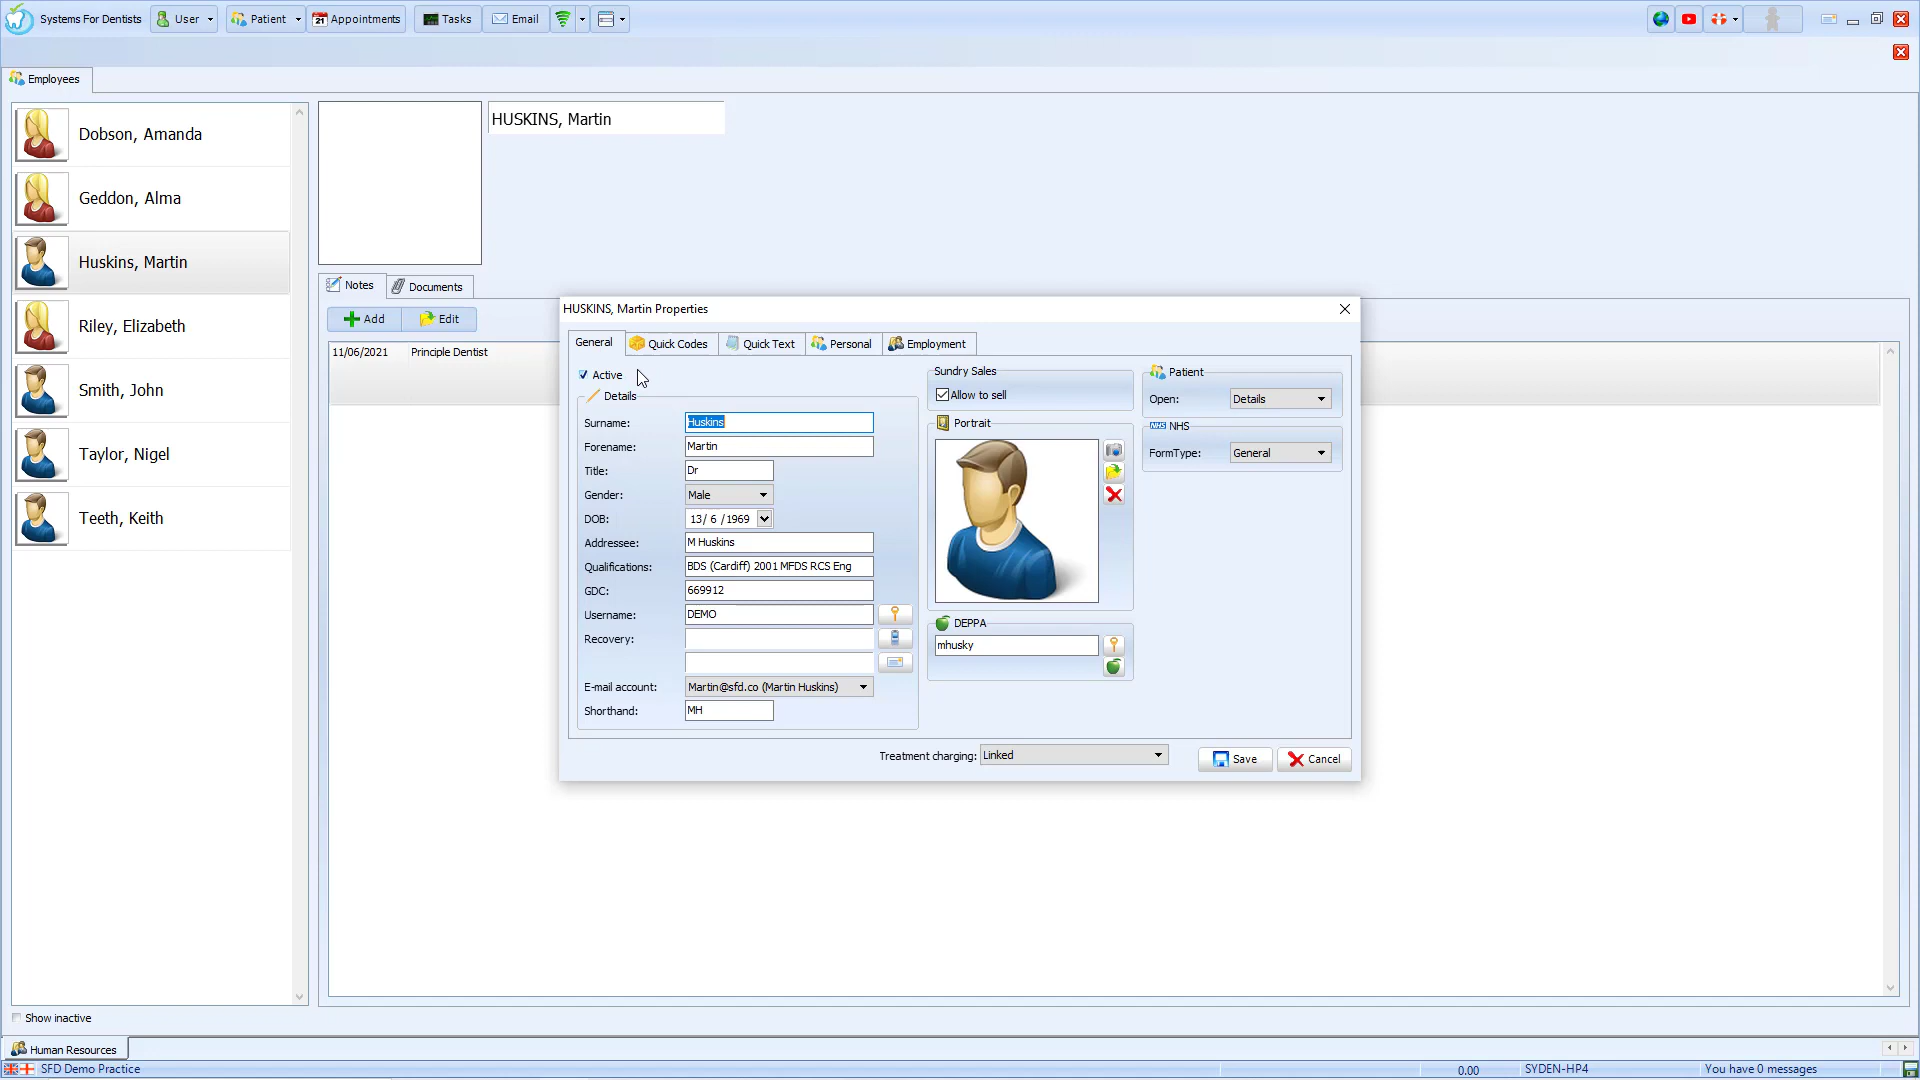 Systems For Dentists User Patient 21 Appointments Tasks Email
Employees
Dobson, Amanda
Geddon, Alma
Huskins, Martin
Riley, Elizabeth
Smith, John
Taylor, Nigel
Teeth, Keith
Show inactive
HUSKINS, Martin
Notes Documents
Add Edit
11/06/2021 Principle Dentist
HUSKINS, Martin Properties
General Quick Codes Quick Text Personal Employment
Active
Details
Surname: Huskins
Forename: Martin
Title: Dr
Gender: Male
DOB: 13/ 6 /1969
Addressee: M Huskins
Qualifications: BDS (Cardiff) 2001 MFDS RCS Eng
GDC: 669912
Username: DEMO
Recovery:
E-mail account: Martin@sfd.co (Martin Huskins)
Shorthand: MH
Sundry Sales
Allow to sell
Portrait
DEPPA
mhusky
Patient
Open: Details
NHS NHS
FormType: General
Treatment charging: Linked
Save Cancel
Human Resources
SFD Demo Practice 0.00 SYDEN-HP4 You have 0 messages